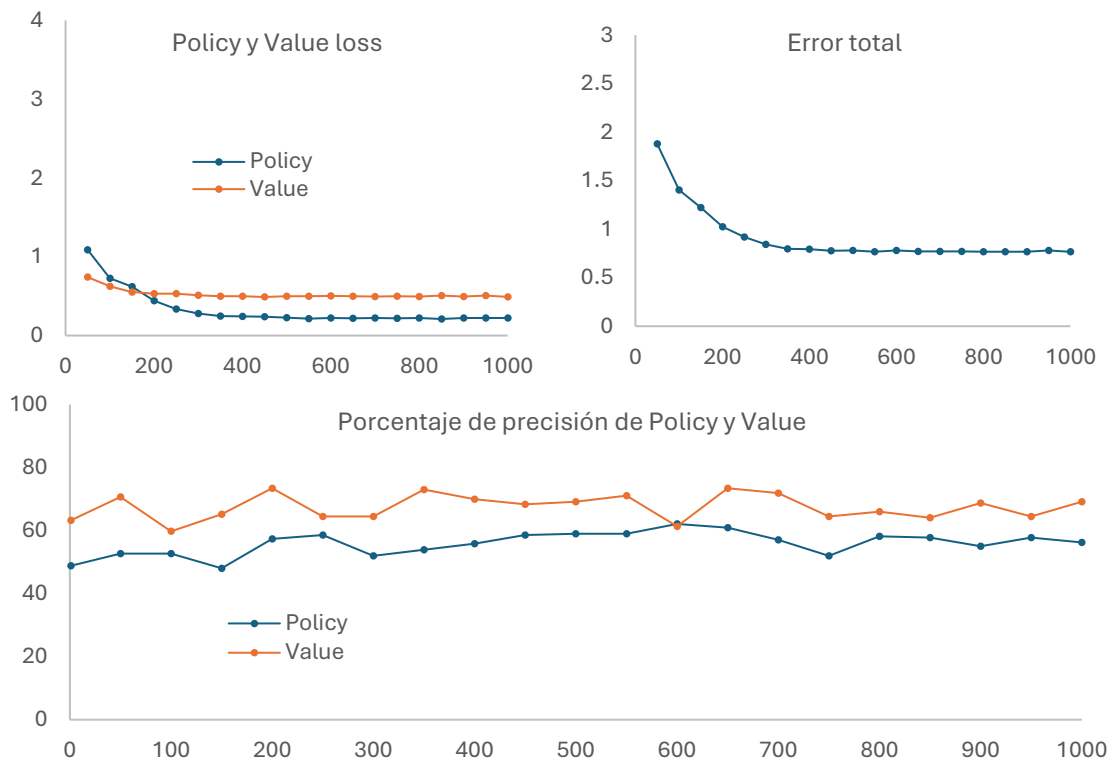 Policy y Value loss
4
3
2
1
0
Policy
Value
0 200 400 600 800 1000
Error total
3
2.5
2
1.5
1
0.5
0
0 200 400 600 800 1000
Porcentaje de precisión de Policy y Value
100
80
60
40
20
0
Policy
Value
0 100 200 300 400 500 600 700 800 900 1000